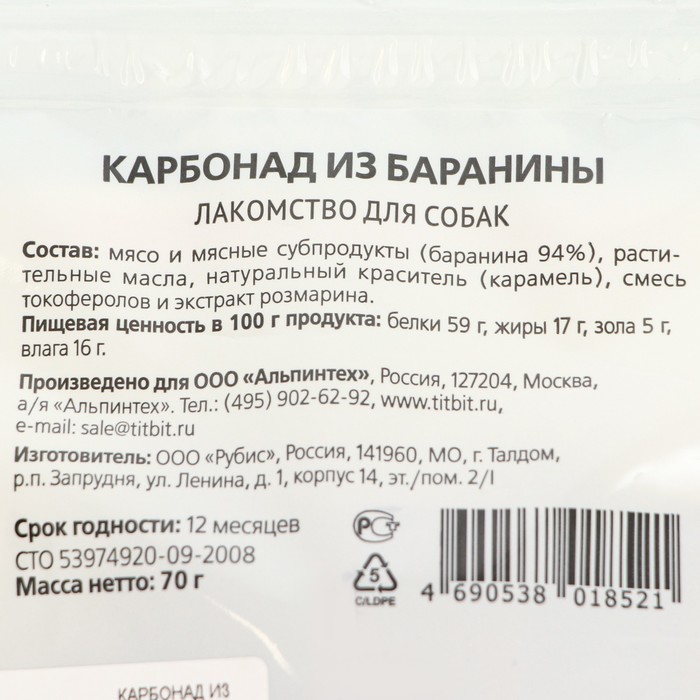 КАРБОНАД ИЗ БАРАНИНЫ
ЛАКОМСТВО ДЛЯ СОБАК
Состав: мясо и мясные субпродукты (баранина 94%), расти-
тельные масла, натуральный краситель (карамель), смесь
токоферолов и экстракт розмарина.
Пищевая ценность в 100 г продукта: белки 59 г, жиры 17 г, зола 5 г,
влага 16 г.
Произведено для ООО «Альпинтех», Россия, 127204, Москва,
а/я «Альпинтех». Тел.: (495) 902-62-92, www.titbit.ru,
e-mail: sale@titbit.ru
Изготовитель: ООО «Рубис», Россия, 141960, МО, г. Талдом,
р.п. Запрудня, ул. Ленина, д. 1, корпус 14, эт./пом. 2/I
Срок годности: 12 месяцев
СТО 53974920-09-2008
Масса нетто: 70 г
РСТ
5
C/LDPE
4 690538 018521
КАРБОНАД ИЗ